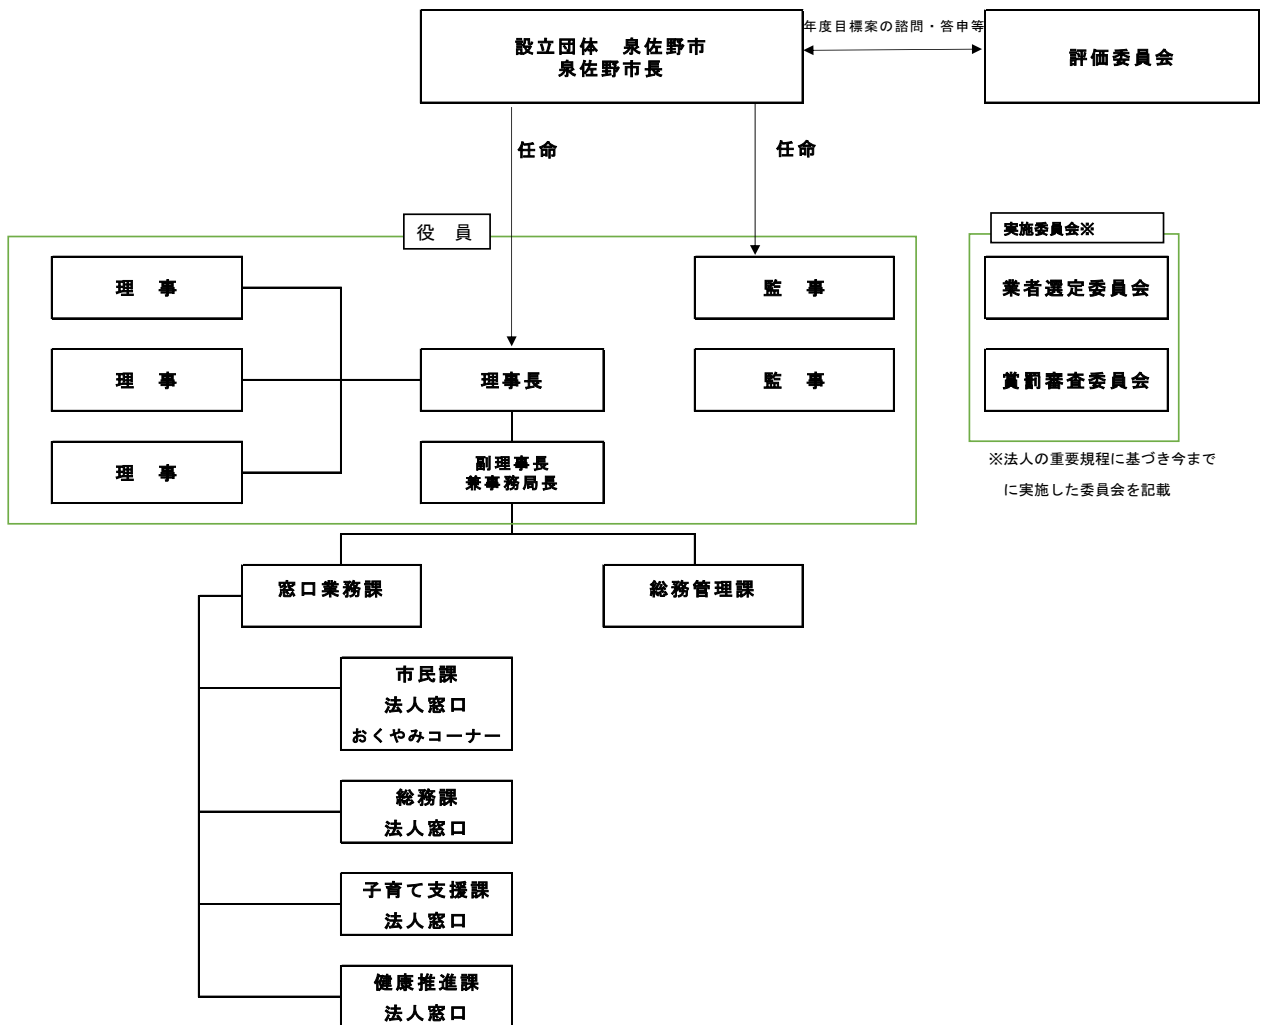 設立団体　泉佐野市
泉佐野市長
年度目標案の諮問・答申等
評価委員会
任命
任命
役　員
実施委員会※
理　事
監　事
業者選定委員会
理　事
理事長
監　事
賞罰審査委員会
理　事
副理事長
兼事務局長
※法人の重要規程に基づき今まで
に実施した委員会を記載
窓口業務課
総務管理課
市民課
法人窓口
おくやみコーナー
総務課
法人窓口
子育て支援課
法人窓口
健康推進課
法人窓口